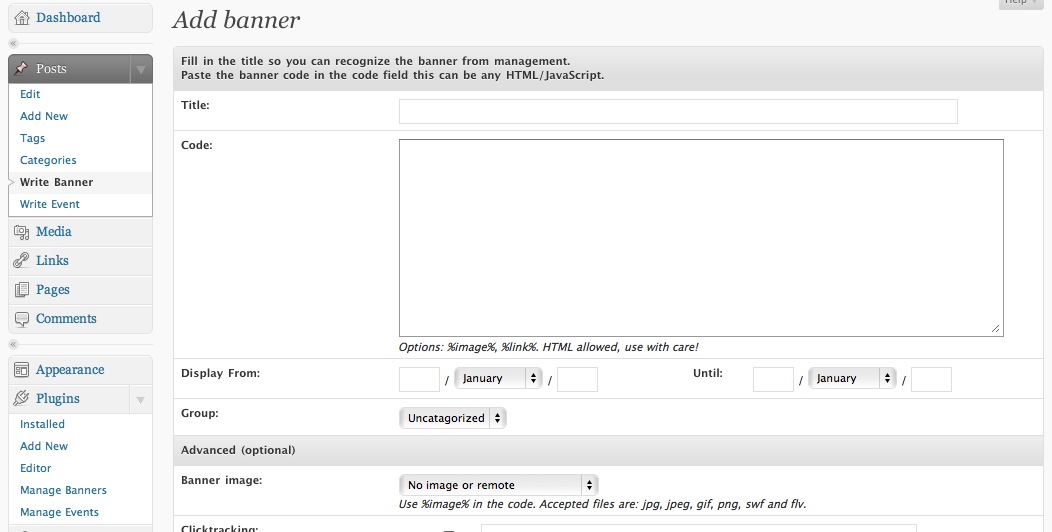 Help
Dashboard
Add banner
Posts
Edit
Add New
Tags
Categories
Write Banner
Write Event
Media
Links
Pages
Comments
Appearance
Plugins
Installed
Add New
Editor
Manage Banners
Manage Events
Fill in the title so you can recognize the banner from management.
Paste the banner code in the code field this can be any HTML/JavaScript.
Title:
Code:
Options: %image%, %link%. HTML allowed, use with care!
Display From: / January / Until: / January /
Group: Uncatagorized
Advanced (optional)
Banner image: No image or remote
Use %image% in the code. Accepted files are: jpg, jpeg, gif, png, swf and flv.
Clicktracking: